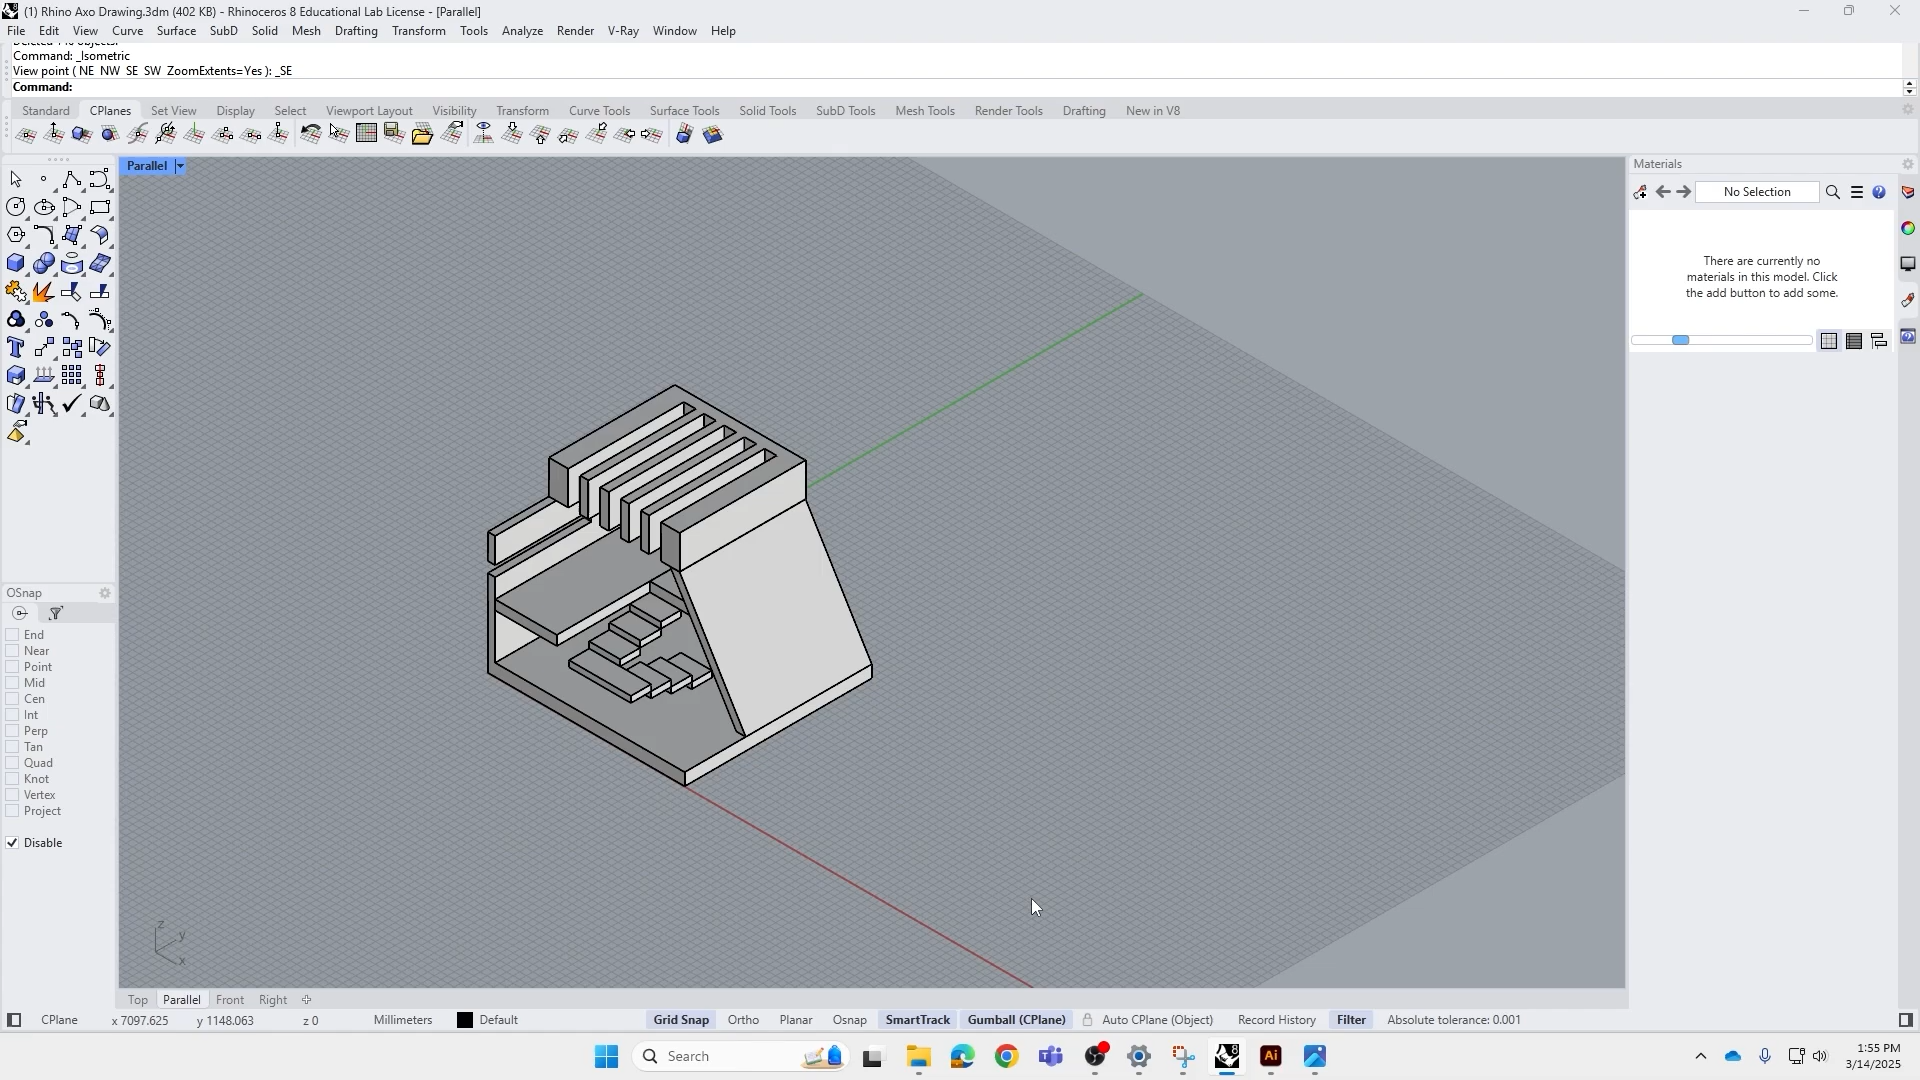 (1) Rhino Axo Drawing.3dm (402 KB) - Rhinoceros 8 Educational Lab License - [Parallel]
File Edit View Curve Surface SubD Solid Mesh Drafting Transform Tools Analyze Render V-Ray Window Help
Command: _Isometric
View point ( NE NW SE SW ZoomExtents=Yes ): _SE
Command:
Standard CPlanes Set View Display Select Viewport Layout Visibility Transform Curve Tools Surface Tools Solid Tools SubD Tools Mesh Tools Render Tools Drafting New in V8
Parallel
Materials
No Selection
There are currently no
materials in this model. Click
the add button to add some.
OSnap
End
Near
Point
Mid
Cen
Int
Perp
Tan
Quad
Knot
Vertex
Project
Disable
z
y
x
Top Parallel Front Right
CPlane x 7097.625 y 1148.063 z 0 Millimeters Default Grid Snap Ortho Planar Osnap SmartTrack Gumball (CPlane) Auto CPlane (Object) Record History Filter Absolute tolerance: 0.001
Search
1:55 PM
3/14/2025